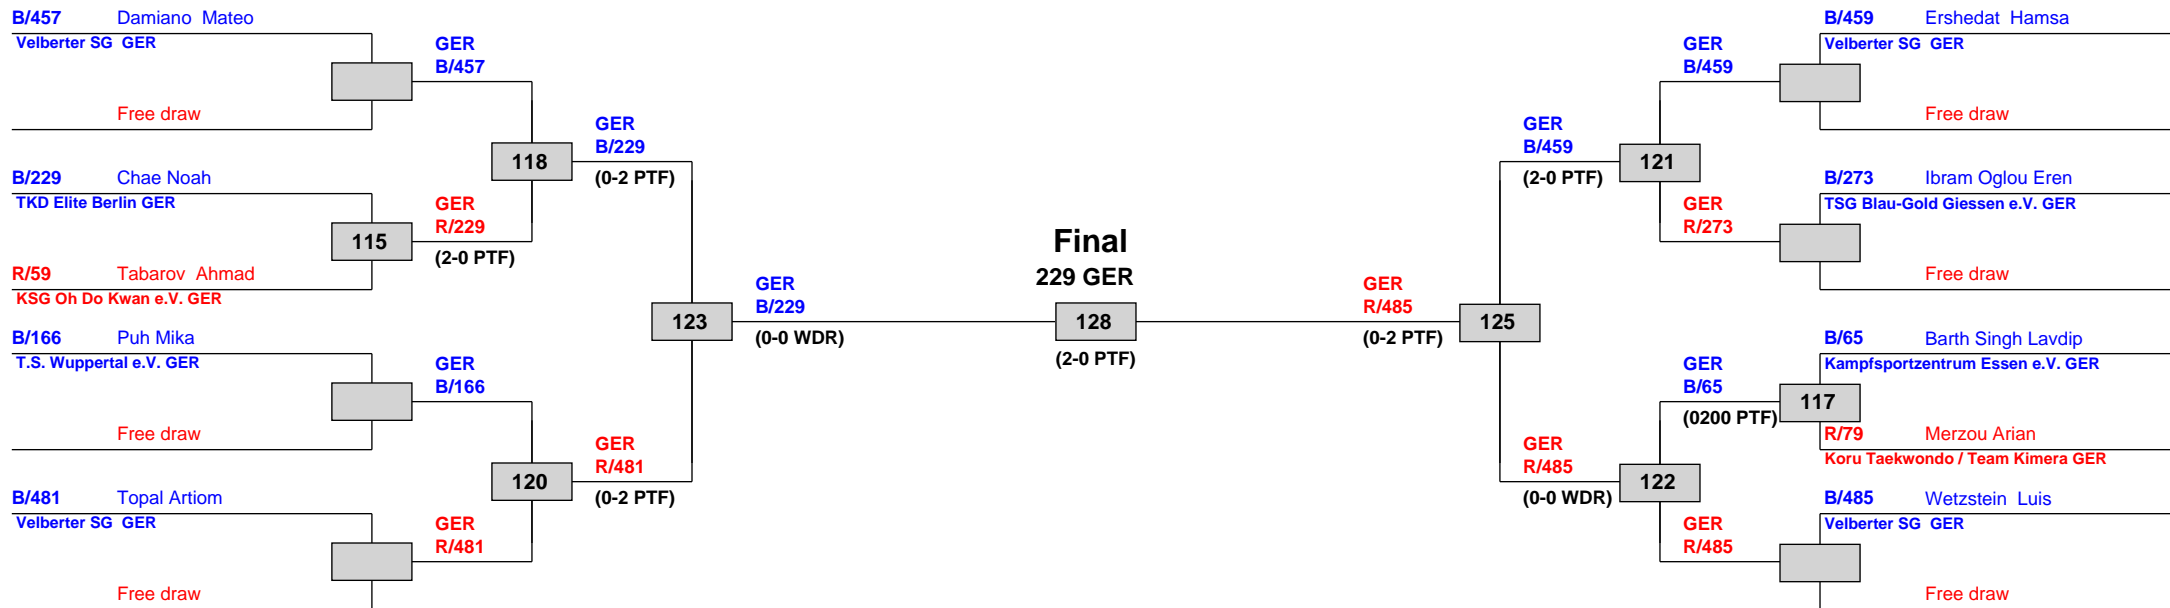 B/457 Damiano Mateo
Velberter SG GER
Free draw
B/229 Chae Noah
TKD Elite Berlin GER
R/59 Tabarov Ahmad
KSG Oh Do Kwan e.V. GER
B/166 Puh Mika
T.S. Wuppertal e.V. GER
Free draw
B/481 Topal Artiom
Velberter SG GER
Free draw
GER
B/457
115
GER
R/229
(2-0 PTF)
GER
B/166
GER
R/481
118
GER
B/229
(0-2 PTF)
120
GER
R/481
(0-2 PTF)
123
GER
B/229
(0-0 WDR)
Final
229 GER
128
(2-0 PTF)
GER
R/485
(0-2 PTF)
125
GER
B/459
(2-0 PTF)
121
GER
R/485
(0-0 WDR)
122
GER
B/459
GER
R/273
GER
B/65
(0200 PTF)
117
GER
R/485
B/459 Ershedat Hamsa
Velberter SG GER
Free draw
B/273 Ibram Oglou Eren
TSG Blau-Gold Giessen e.V. GER
Free draw
B/65 Barth Singh Lavdip
Kampfsportzentrum Essen e.V. GER
R/79 Merzou Arian
Koru Taekwondo / Team Kimera GER
B/485 Wetzstein Luis
Velberter SG GER
Free draw